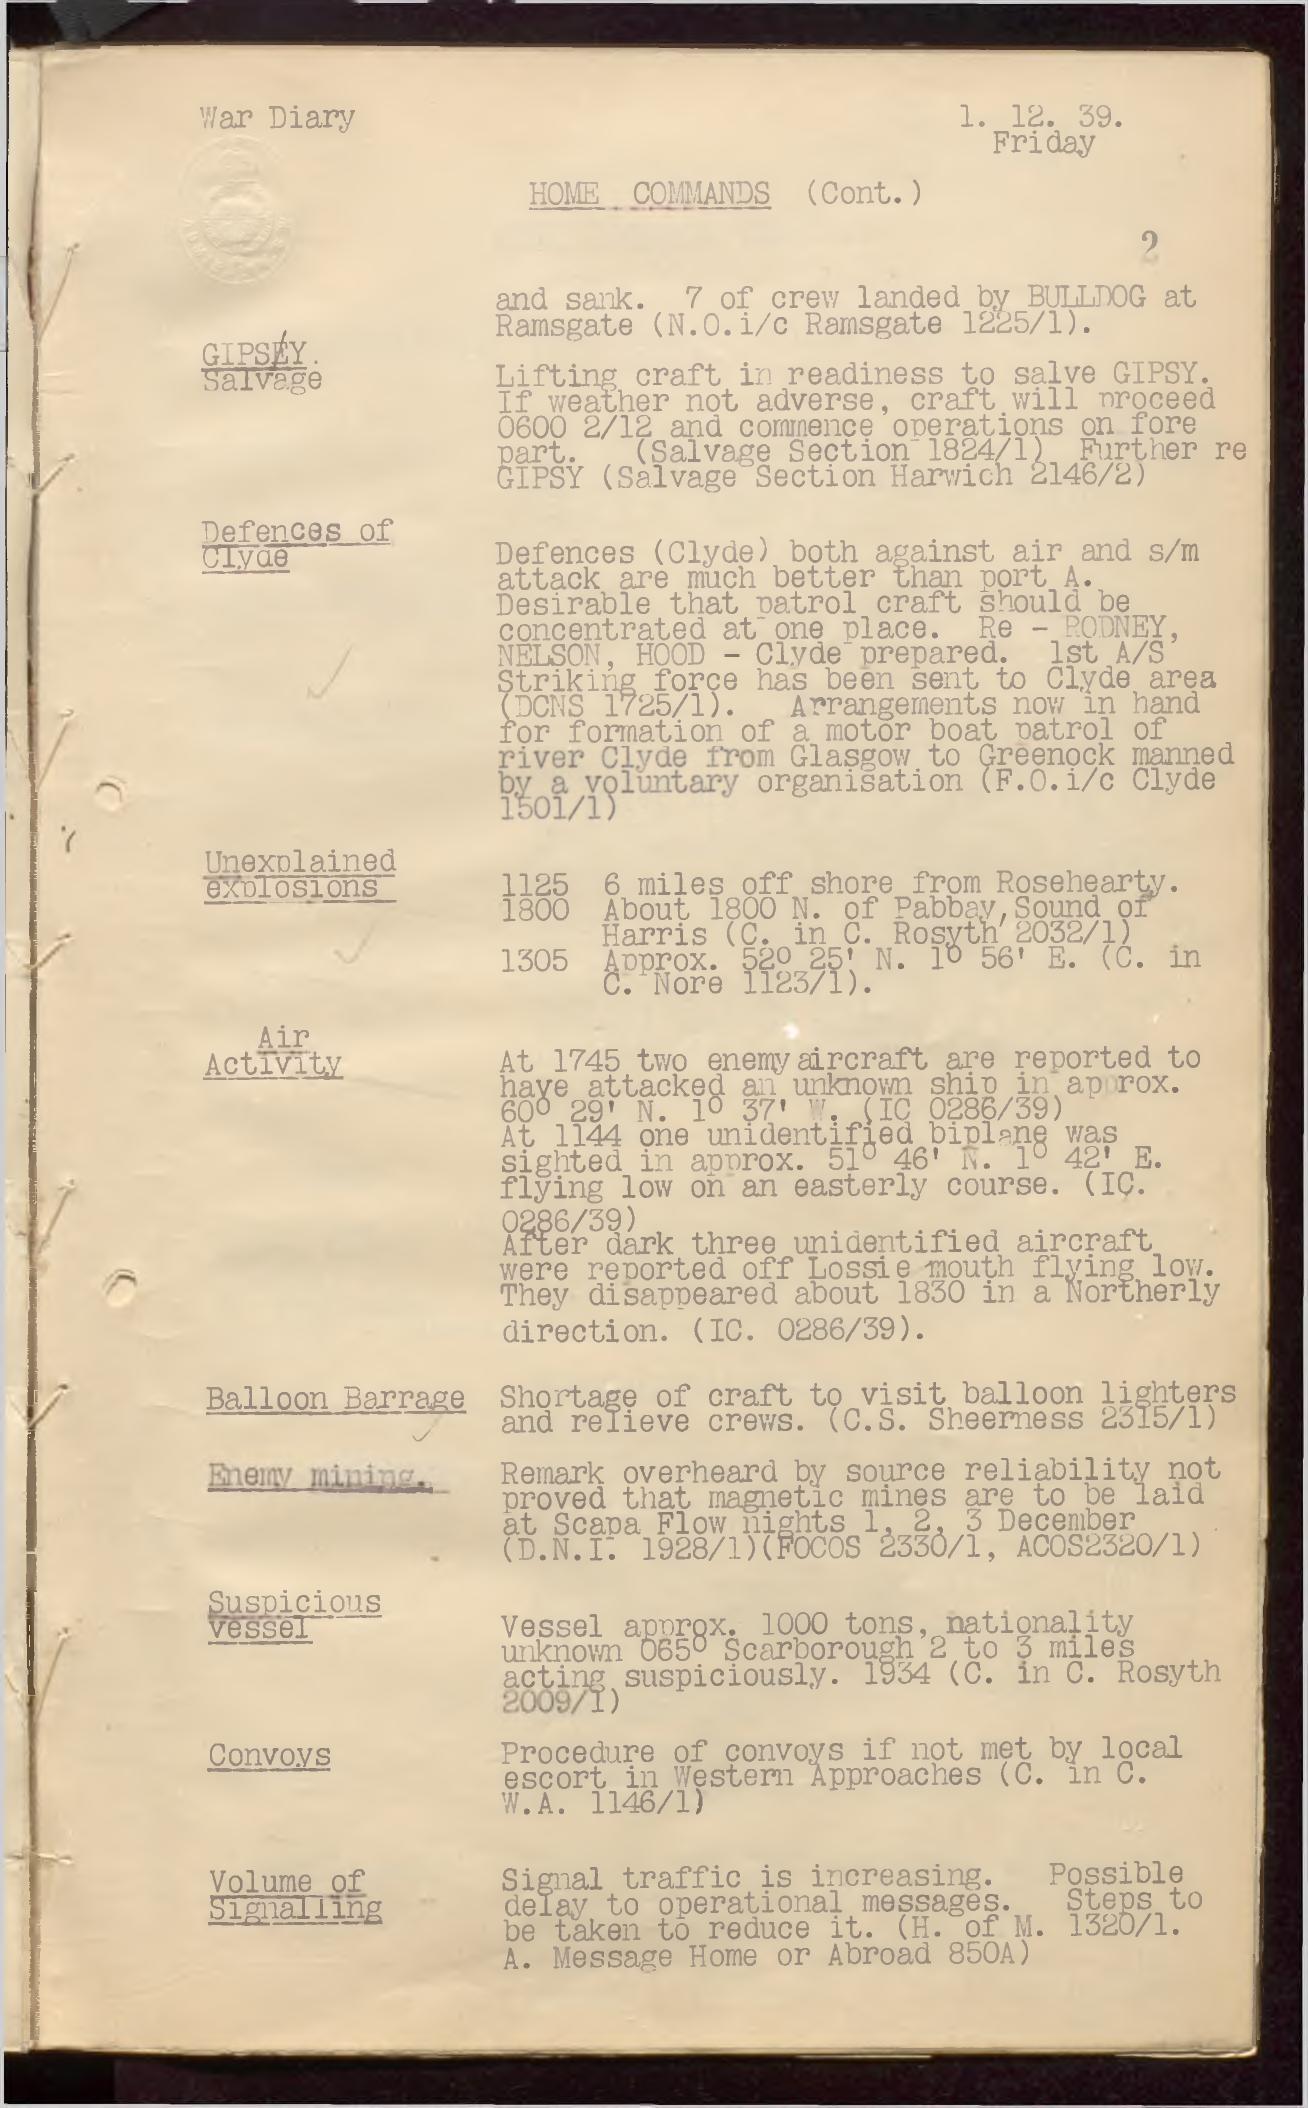 War Diary
1. 12. 39.
Friday
HOME COMMANDS (Cont.)
2
and sank. 7 of crew landed by BULLDOG at
Ramsgate (N.O.i/c Ramsgate 1225/1).
GIPSEY.
Salvage
Lifting craft in readiness to salve GIPSY.
If weather not adverse, craft will proceed
0600 2/12 and commence operations on fore
part. (Salvage Section 1824/1) Further re
GIPSY (Salvage Section Harwich 2146/2)
Defences of
Clyde
Defences (Clyde) both against air and s/m
attack are much better than port A.
Desirable that patrol craft should be
concentrated at one place. Re - RODNEY,
NELSON, HOOD - Clyde prepared. 1st A/S
Striking force has been sent to Clyde area
(DCNS 1725/1). Arrangements now in hand
for formation of a motor boat patrol of
river Clyde from Glasgow to Greenock manned
by a voluntary organisation (F.O.i/c Clyde
1501/1)
Unexplained
explosions
1125 6 miles off shore from Rosehearty.
1800 About 1800 N. of Pabbay, Sound of
Harris (C. in C. Rosyth 2032/1)
1305 Approx. 52° 25' N. 1° 56' E. (C. in
C. Nore 1123/1).
Air
Activity
At 1745 two enemy aircraft are reported to
have attacked an unknown ship in approx.
60° 29' N. 1° 37' W. (IC 0286/39)
At 1144 one unidentified biplane was
sighted in approx. 51° 46' N. 1° 42' E.
flying low on an easterly course. (IC.
0286/39)
After dark three unidentified aircraft
were reported off Lossie mouth flying low.
They disappeared about 1830 in a Northerly
direction. (IC. 0286/39).
Balloon Barrage
Shortage of craft to visit balloon lighters
and relieve crews. (C.S. Sheerness 2315/1)
Enemy mining.
Remark overheard by source reliability not
proved that magnetic mines are to be laid
at Scapa Flow nights 1, 2, 3 December
(D.N.I. 1928/1)(FOCOS 2330/1, ACOS2320/1)
Suspicious
vessel
Vessel approx. 1000 tons, nationality
unknown 065° Scarborough 2 to 3 miles
acting suspiciously. 1934 (C. in C. Rosyth
2009/1)
Convoys
Procedure of convoys if not met by local
escort in Western Approaches (C. in C.
W.A. 1146/1)
Volume of
Signalling
Signal traffic is increasing. Possible
delay to operational messages. Steps to
be taken to reduce it. (H. of M. 1320/1.
A. Message Home or Abroad 850A)